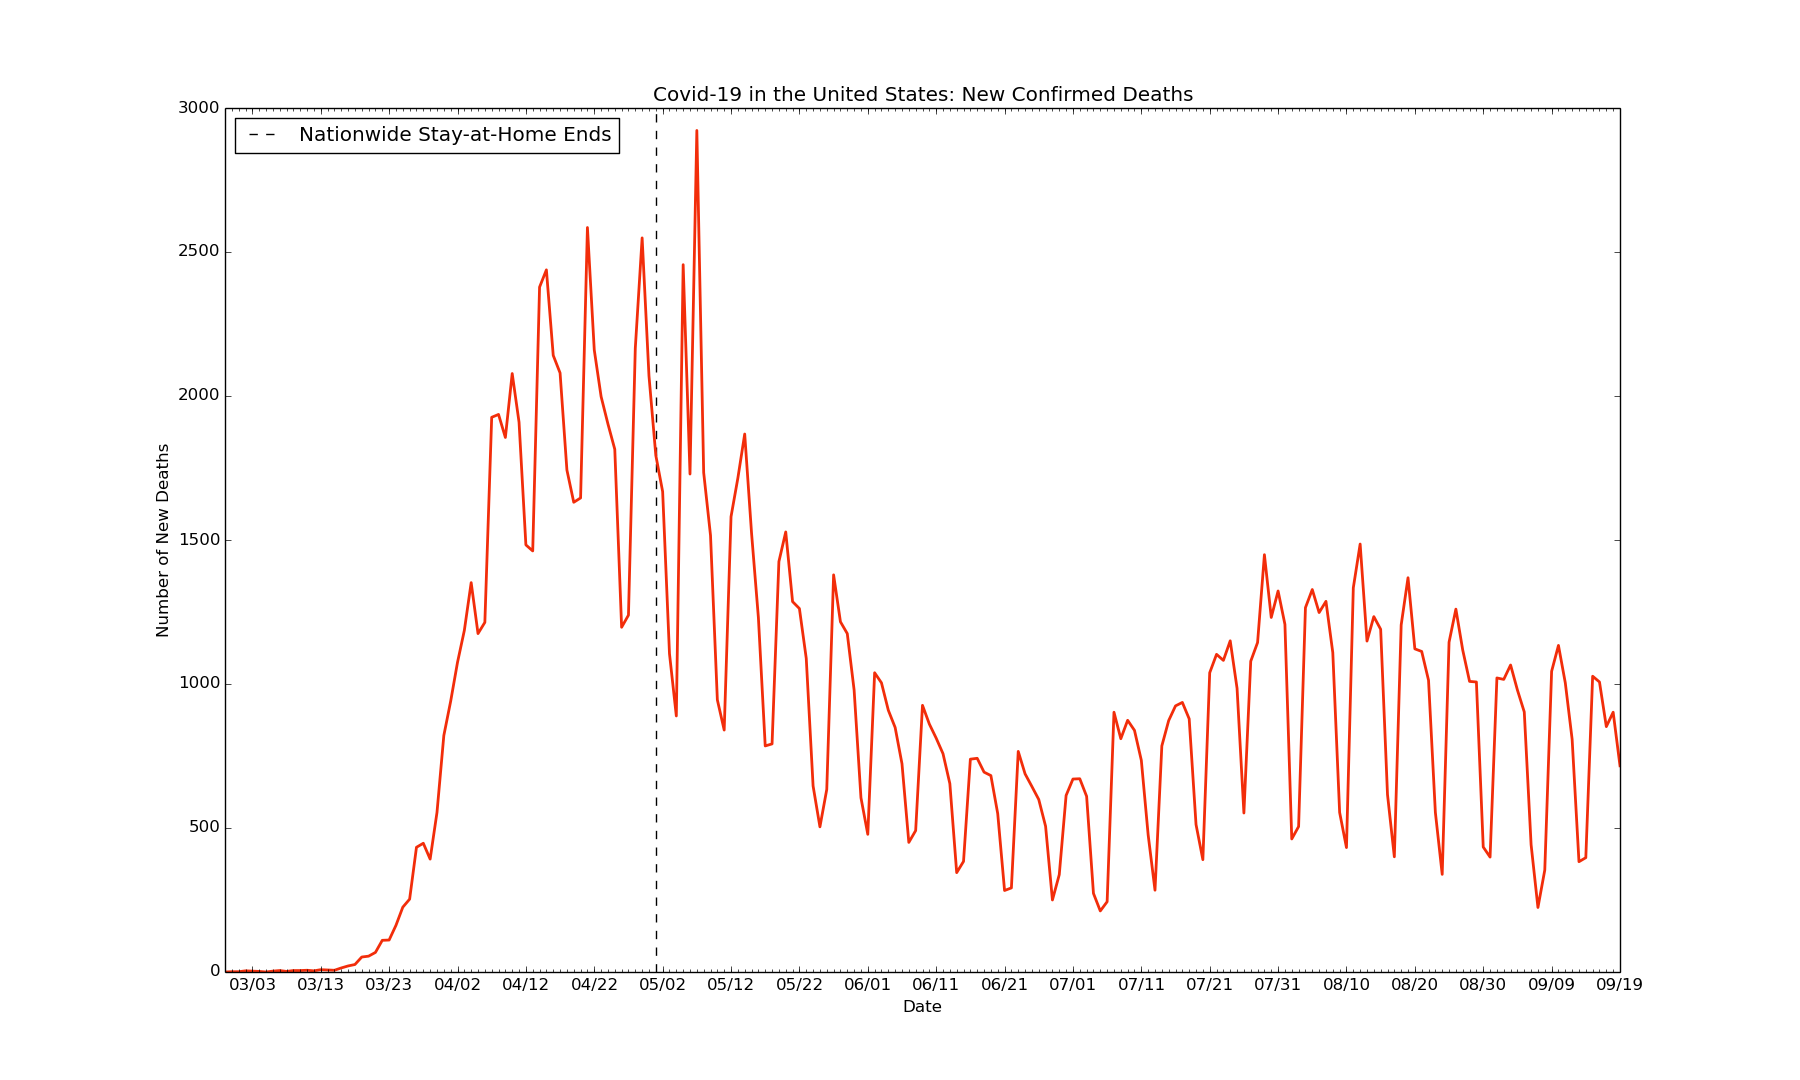 Covid-19 in the United States: New Confirmed Deaths
3000
Nationwide Stay-at-Home Ends
2500
2000
1500
1000
500
0
Number of New Deaths
03/03 03/13 03/23 04/02 04/12 04/22 05/02 05/12 05/22 06/01 06/11 06/21 07/01 07/11 07/21 07/31 08/10 08/20 08/30 09/09 09/19
Date